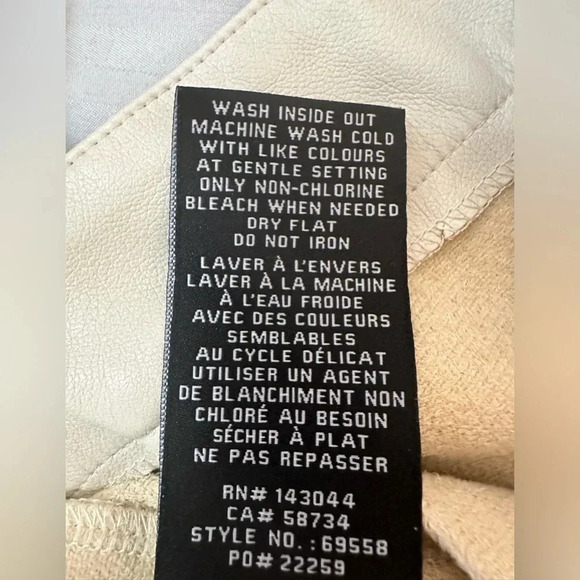 WASH INSIDE OUT
MACHINE WASH COLD
WITH LIKE COLOURS
AT GENTLE SETTING
ONLY NON-CHLORINE
BLEACH WHEN NEEDED
DRY FLAT
DO NOT IRON
LAVER À L'ENVERS
LAVER À LA MACHINE
À L'EAU FROIDE
AVEC DES COULEURS
SEMBLABLES
AU CYCLE DÉLICAT
UTILISER UN AGENT
DE BLANCHIMENT NON
CHLORÉ AU BESOIN
SÉCHER À PLAT
NE PAS REPASSER
RN# 143044
CA# 58734
STYLE NO.:69558
PO# 22259